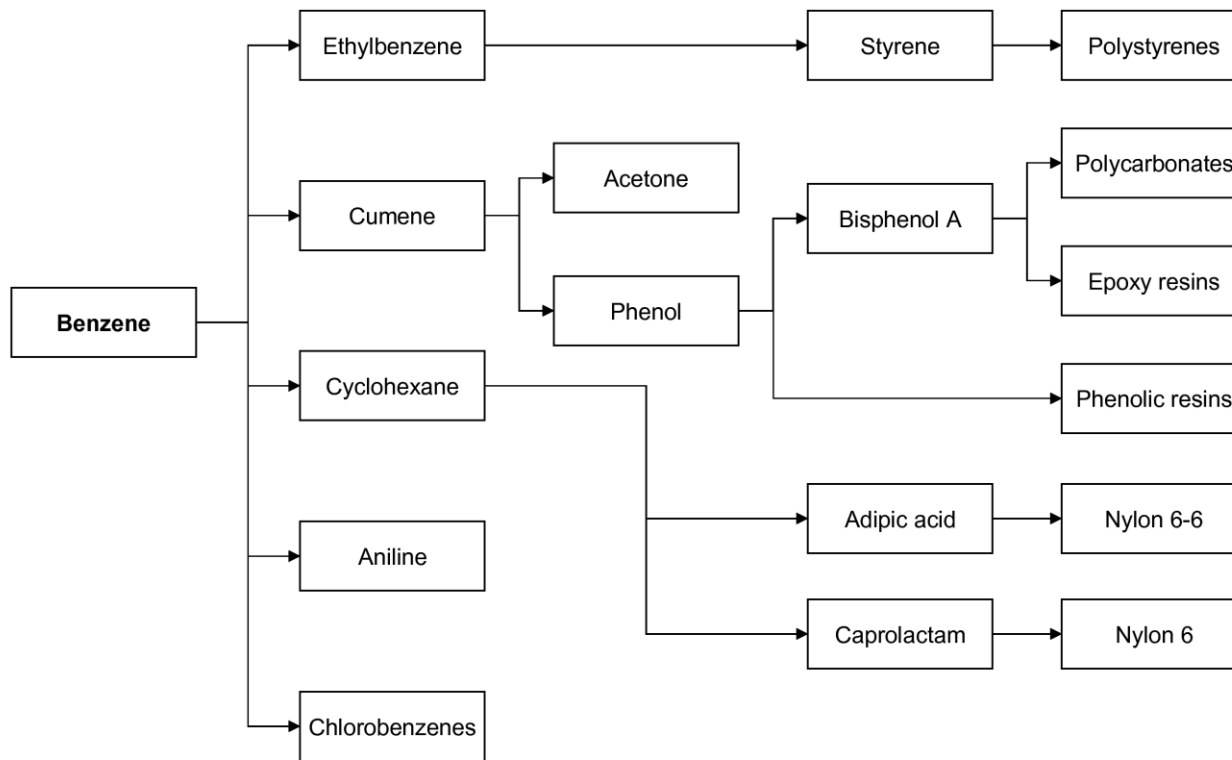 Ethylbenzene
Styrene
Polystyrenes
Polycarbonates
Acetone
Cumene
Bisphenol A
Epoxy resins
Phenol
Benzene
Cyclohexane
Phenolic resins
Adipic acid
Nylon 6-6
Aniline
Caprolactam
Nylon 6
Chlorobenzenes